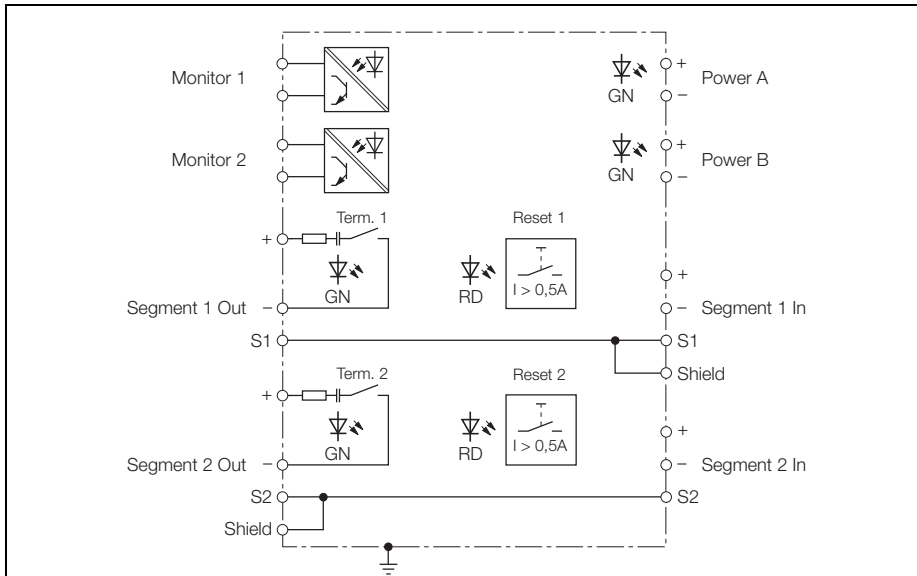 Monitor 1
+ Power A
GN −
Monitor 2
+ Power B
GN −
Term. 1 Reset 1
+
+
GN RD I > 0,5A
Segment 1 Out − − Segment 1 In
S1 S1
Shield
Term. 2 Reset 2
+
+
GN RD I > 0,5A
Segment 2 Out − − Segment 2 In
S2 S2
Shield